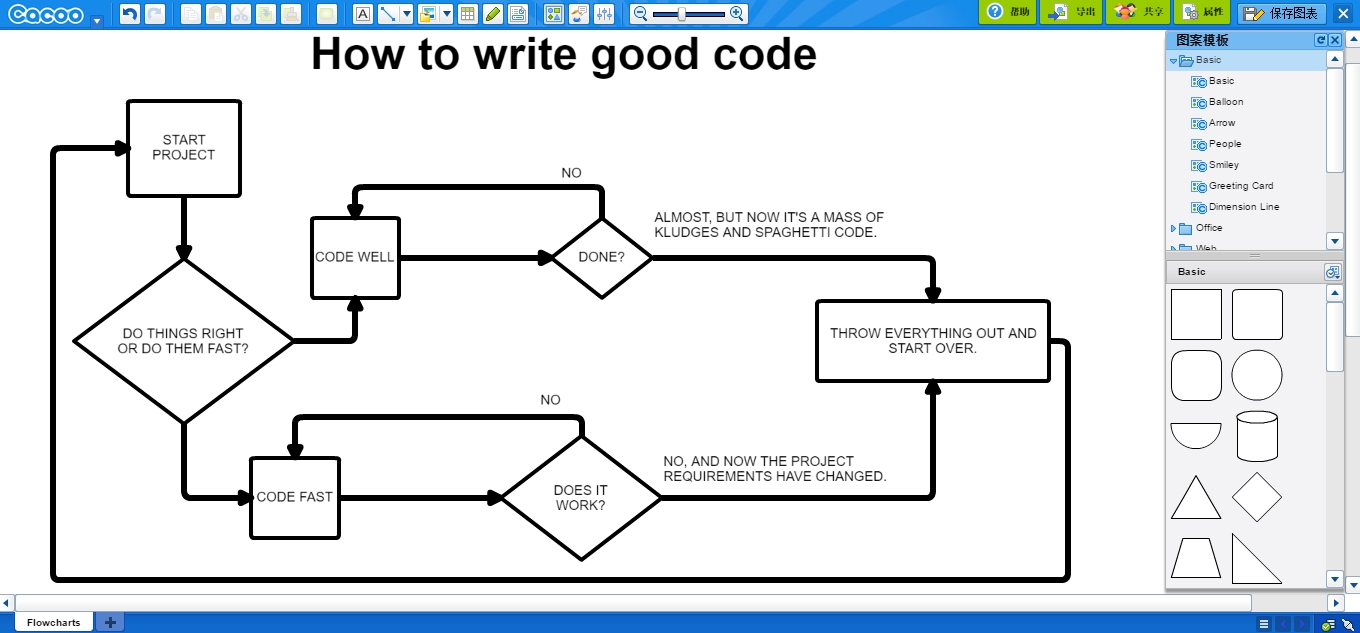 cacoo
帮助
导出
共享
属性
保存图表
How to write good code
START
PROJECT
NO
CODE WELL
DONE?
ALMOST, BUT NOW IT'S A MASS OF
KLUDGES AND SPAGHETTI CODE.
DO THINGS RIGHT
OR DO THEM FAST?
THROW EVERYTHING OUT AND
START OVER.
NO
CODE FAST
DOES IT
WORK?
NO, AND NOW THE PROJECT
REQUIREMENTS HAVE CHANGED.
图案模板
Basic
Basic
Balloon
Arrow
People
Smiley
Greeting Card
Dimension Line
Office
Web
Basic
Flowcharts